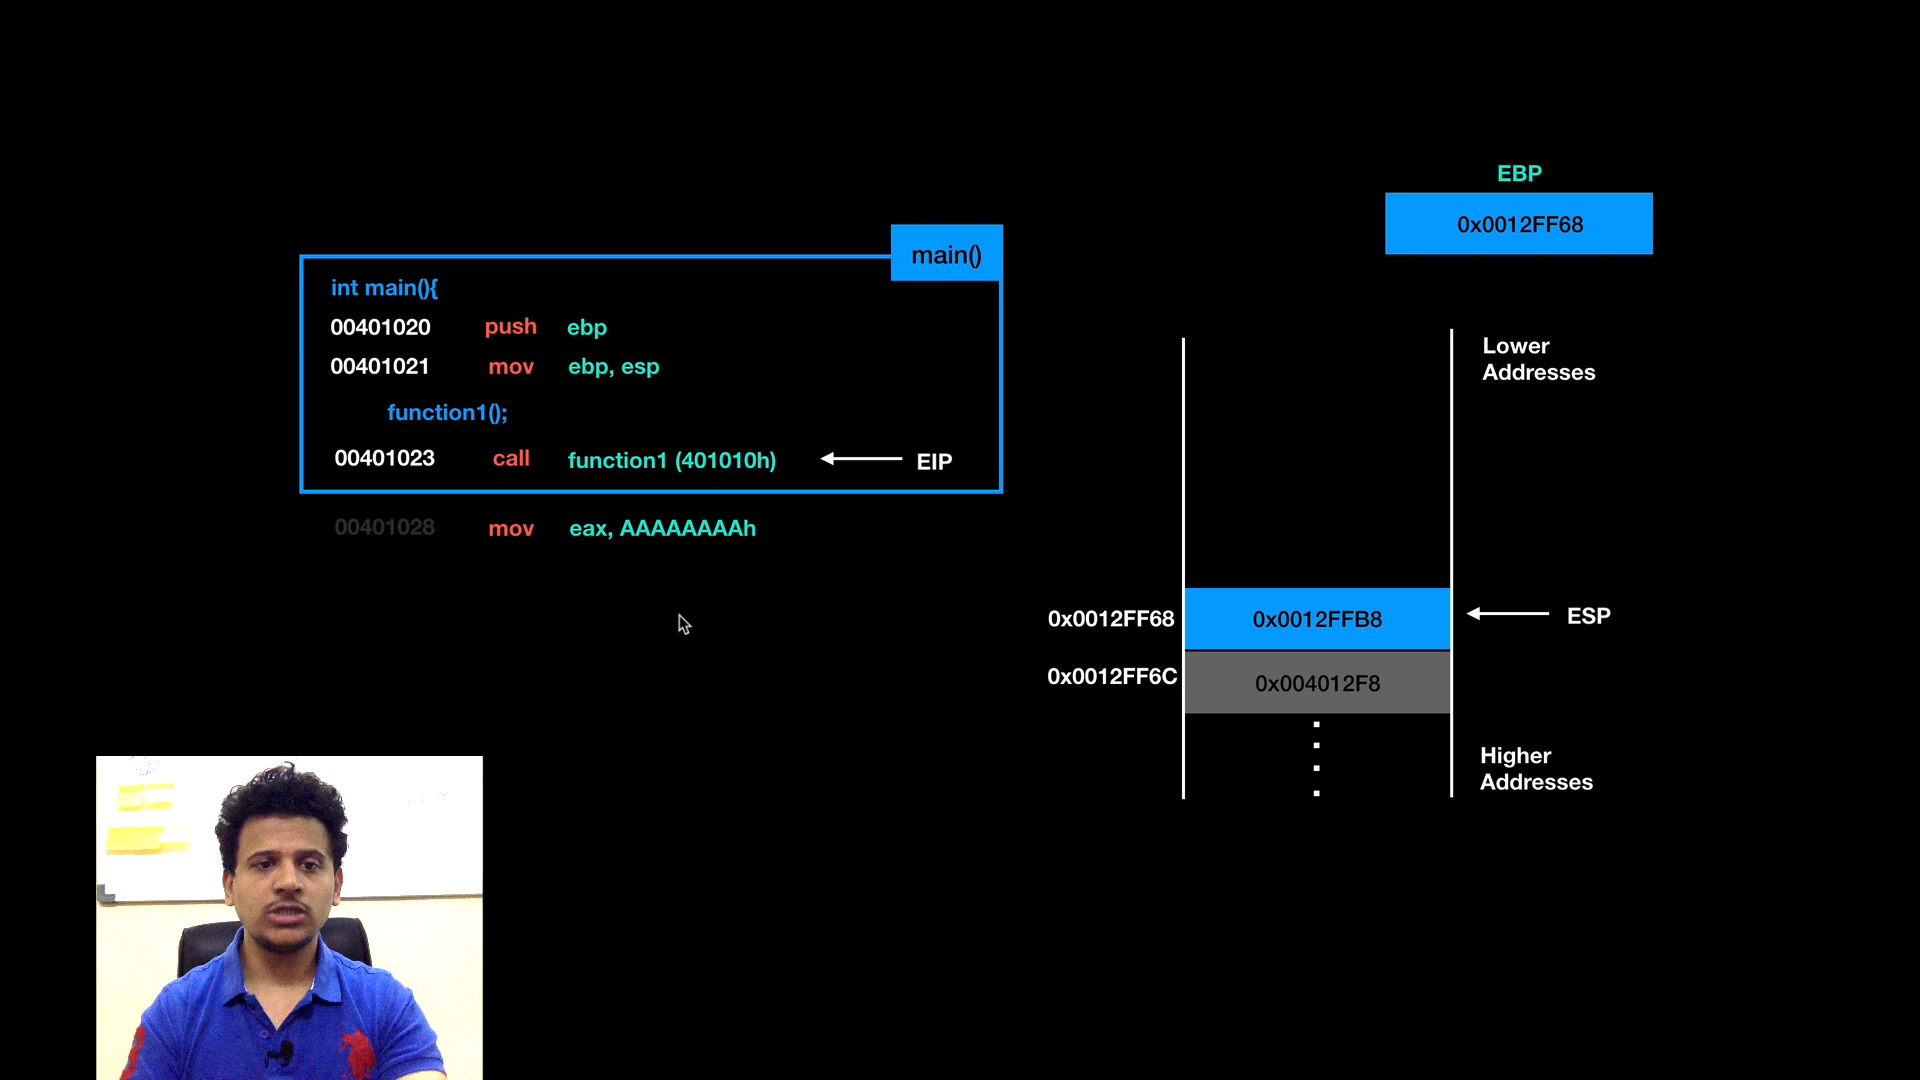 EBP
0x0012FF68
main()
int main(){
00401020 push ebp
00401021 mov ebp, esp
function1();
00401023 call function1 (401010h) EIP
00401028 mov eax, AAAAAAAAh
Lower
Addresses
0x0012FF68 0x0012FFB8 ESP
0x0012FF6C 0x004012F8
Higher
Addresses